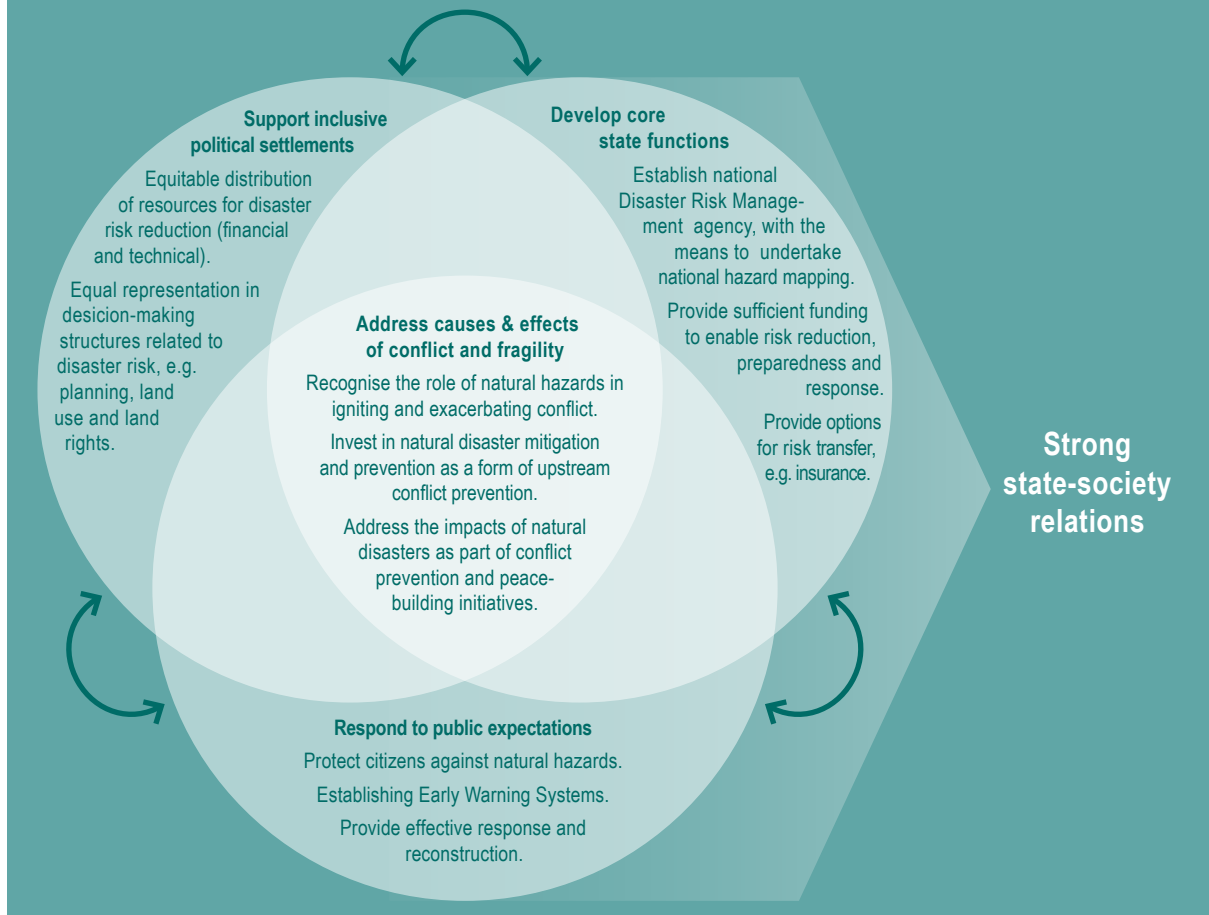 Support inclusive
political settlements
Equitable distribution
of resources for disaster
risk reduction (financial
and technical).
Equal representation in
desicion-making
structures related to
disaster risk, e.g.
planning, land
use and land
rights.
Develop core
state functions
Establish national
Disaster Risk Manage-
ment agency, with the
means to undertake
national hazard mapping.
Provide sufficient funding
to enable risk reduction,
preparedness and
response.
Provide options
for risk transfer,
e.g. insurance.
Address causes & effects
of conflict and fragility
Recognise the role of natural hazards in
igniting and exacerbating conflict.
Invest in natural disaster mitigation
and prevention as a form of upstream
conflict prevention.
Address the impacts of natural
disasters as part of conflict
prevention and peace-
building initiatives.
Respond to public expectations
Protect citizens against natural hazards.
Establishing Early Warning Systems.
Provide effective response and
reconstruction.
Strong
state-society
relations